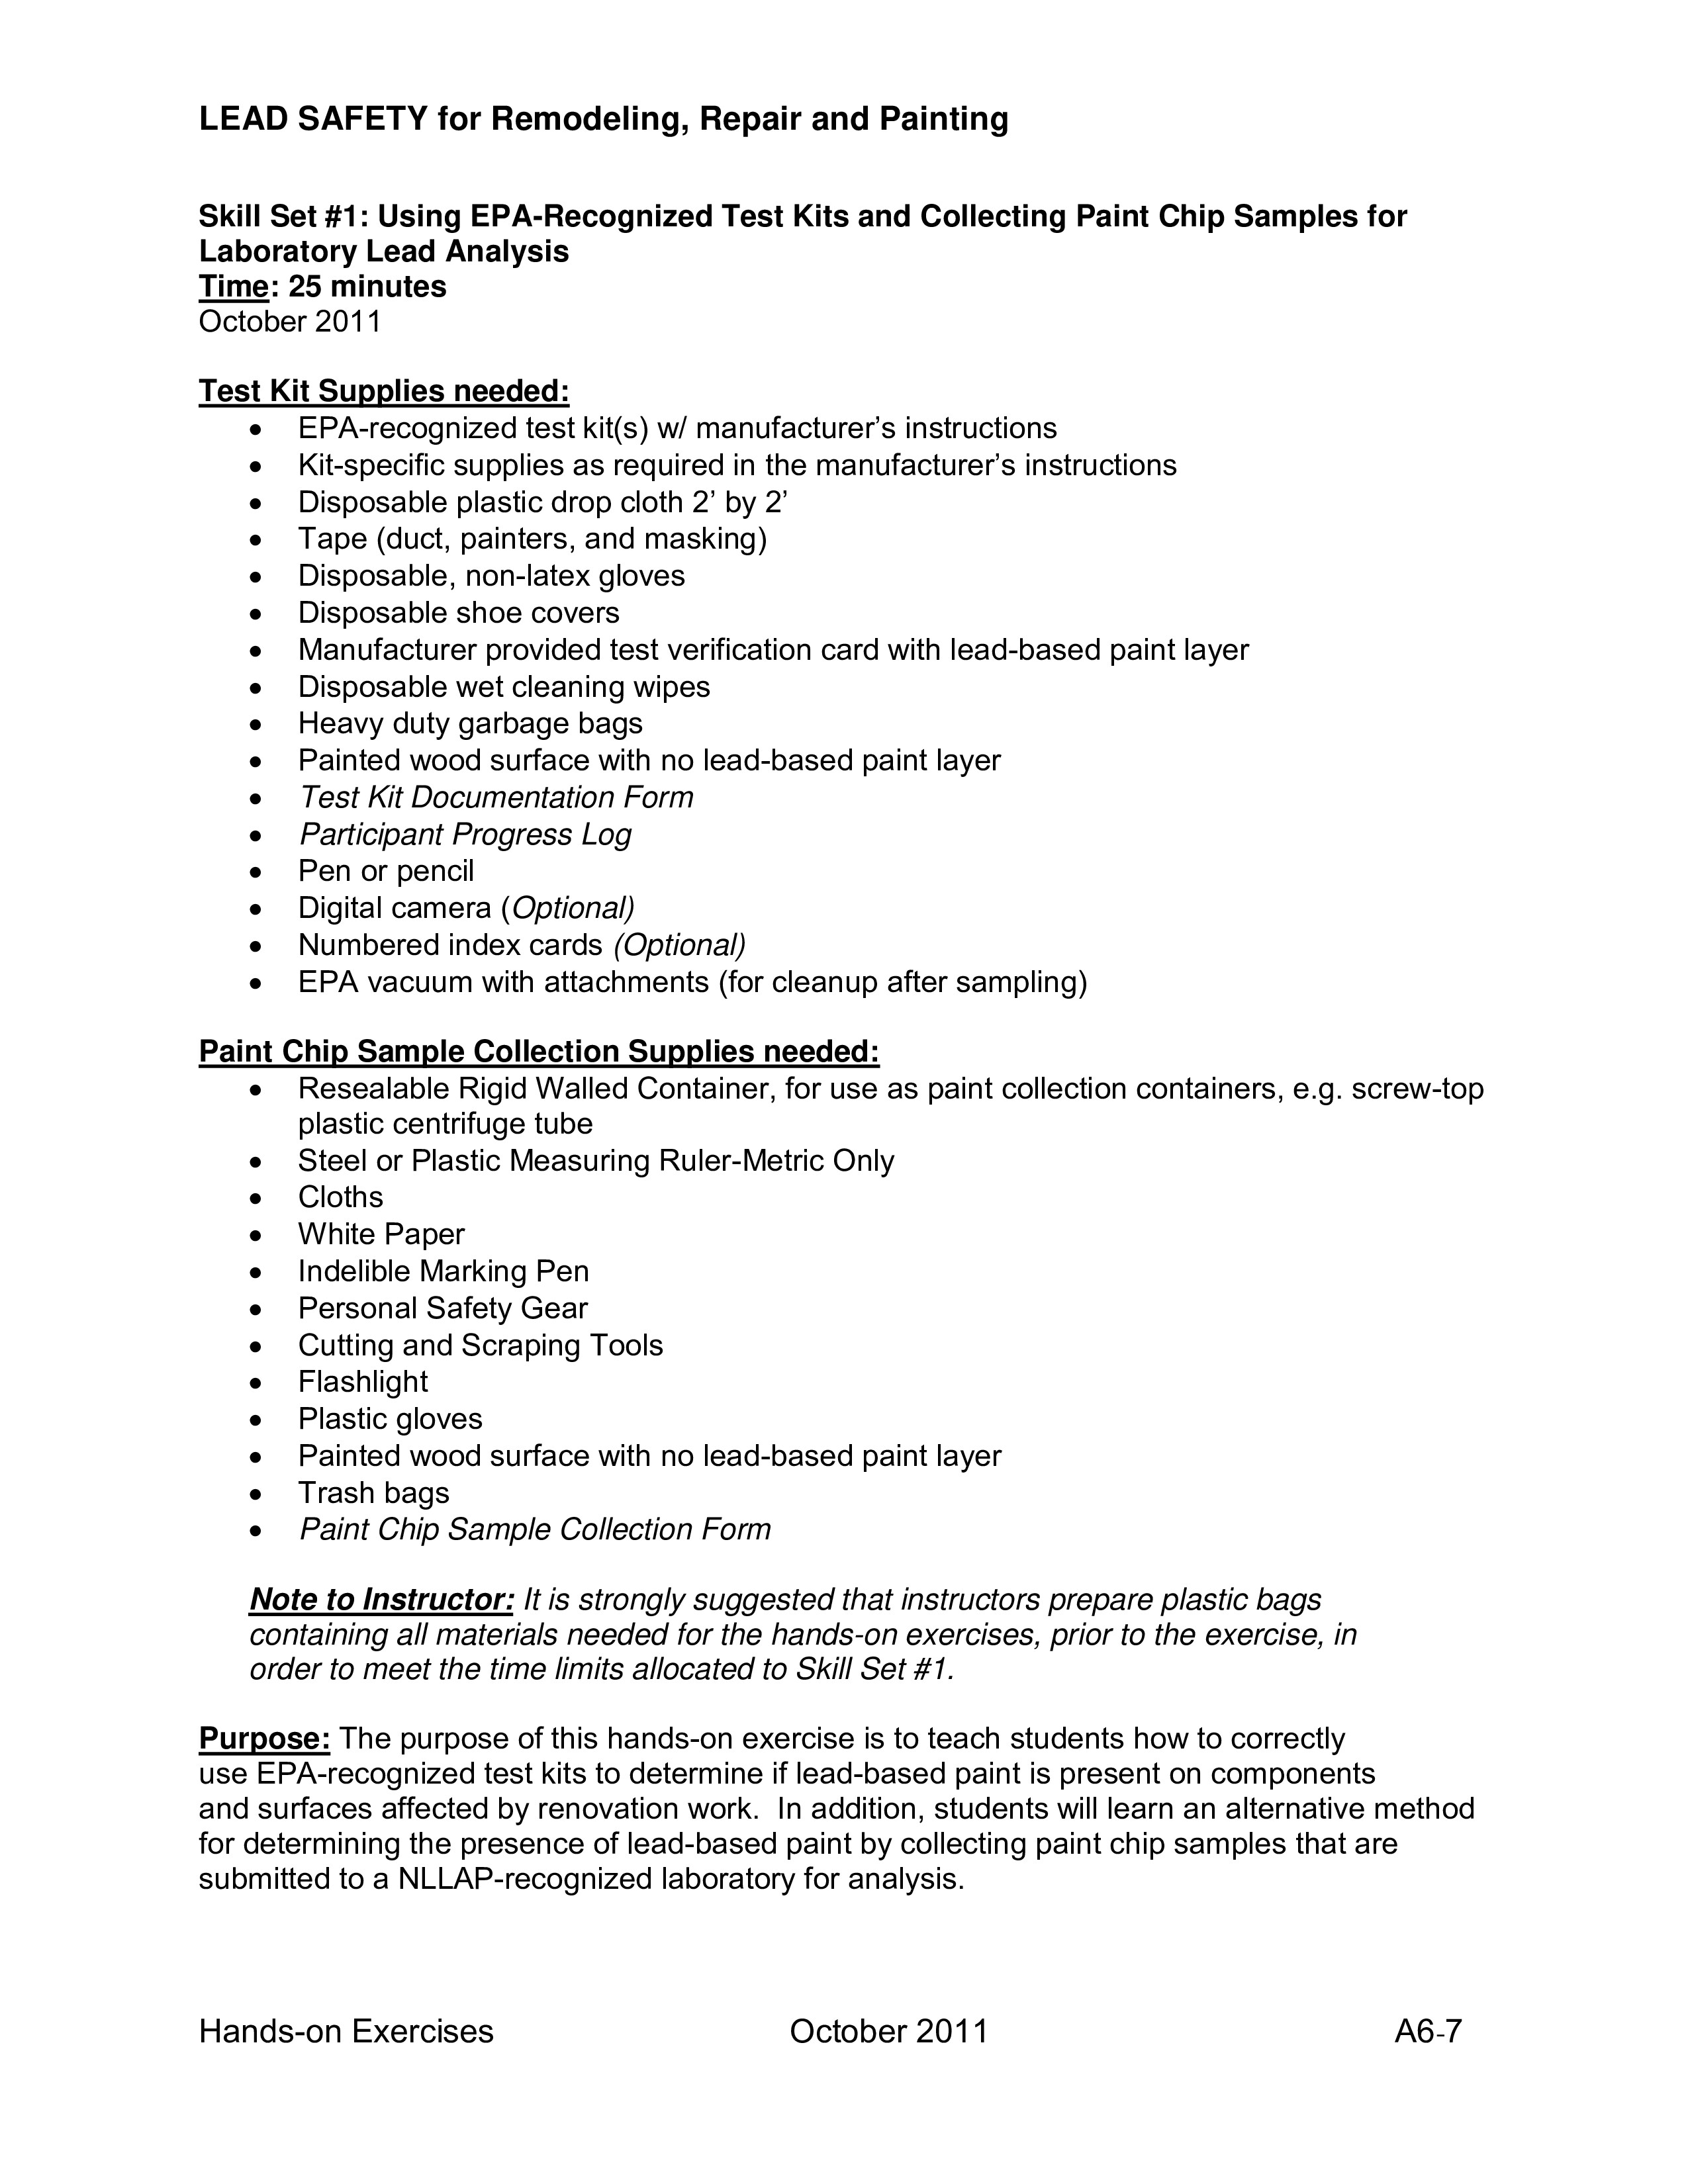 LEAD SAFETY for Remodeling, Repair and Painting
Skill Set #1: Using EPA-Recognized Test Kits and Collecting Paint Chip Samples for
Laboratory Lead Analysis
Time: 25 minutes
October 2011
Test Kit Supplies needed:
• EPA-recognized test kit(s) w/ manufacturer’s instructions
• Kit-specific supplies as required in the manufacturer’s instructions
• Disposable plastic drop cloth 2’ by 2’
• Tape (duct, painters, and masking)
• Disposable, non-latex gloves
• Disposable shoe covers
• Manufacturer provided test verification card with lead-based paint layer
• Disposable wet cleaning wipes
• Heavy duty garbage bags
• Painted wood surface with no lead-based paint layer
• Test Kit Documentation Form
• Participant Progress Log
• Pen or pencil
• Digital camera (Optional)
• Numbered index cards (Optional)
• EPA vacuum with attachments (for cleanup after sampling)
Paint Chip Sample Collection Supplies needed:
• Resealable Rigid Walled Container, for use as paint collection containers, e.g. screw-top
plastic centrifuge tube
• Steel or Plastic Measuring Ruler-Metric Only
• Cloths
• White Paper
• Indelible Marking Pen
• Personal Safety Gear
• Cutting and Scraping Tools
• Flashlight
• Plastic gloves
• Painted wood surface with no lead-based paint layer
• Trash bags
• Paint Chip Sample Collection Form
Note to Instructor: It is strongly suggested that instructors prepare plastic bags
containing all materials needed for the hands-on exercises, prior to the exercise, in
order to meet the time limits allocated to Skill Set #1.
Purpose: The purpose of this hands-on exercise is to teach students how to correctly
use EPA-recognized test kits to determine if lead-based paint is present on components
and surfaces affected by renovation work.  In addition, students will learn an alternative method
for determining the presence of lead-based paint by collecting paint chip samples that are
submitted to a NLLAP-recognized laboratory for analysis.
Hands-on Exercises October 2011 A6-7